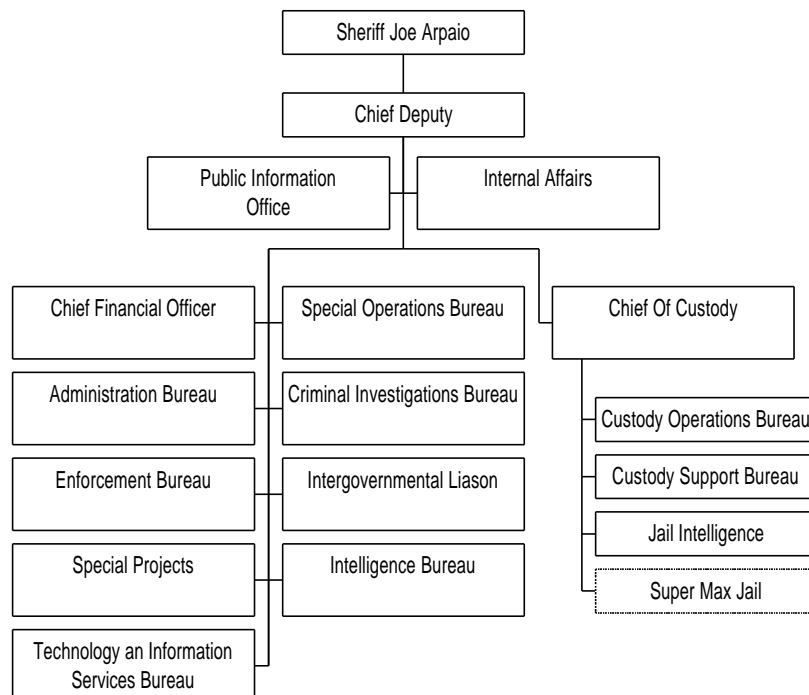 Sheriff Joe Arpaio
Chief Deputy
Public Information
Office
Internal Affairs
Chief Financial Officer
Special Operations Bureau
Chief Of Custody
Administration Bureau
Criminal Investigations Bureau
Custody Operations Bureau
Enforcement Bureau
Intergovernmental Liason
Custody Support Bureau
Jail Intelligence
Special Projects
Intelligence Bureau
Super Max Jail
Technology an Information
Services Bureau